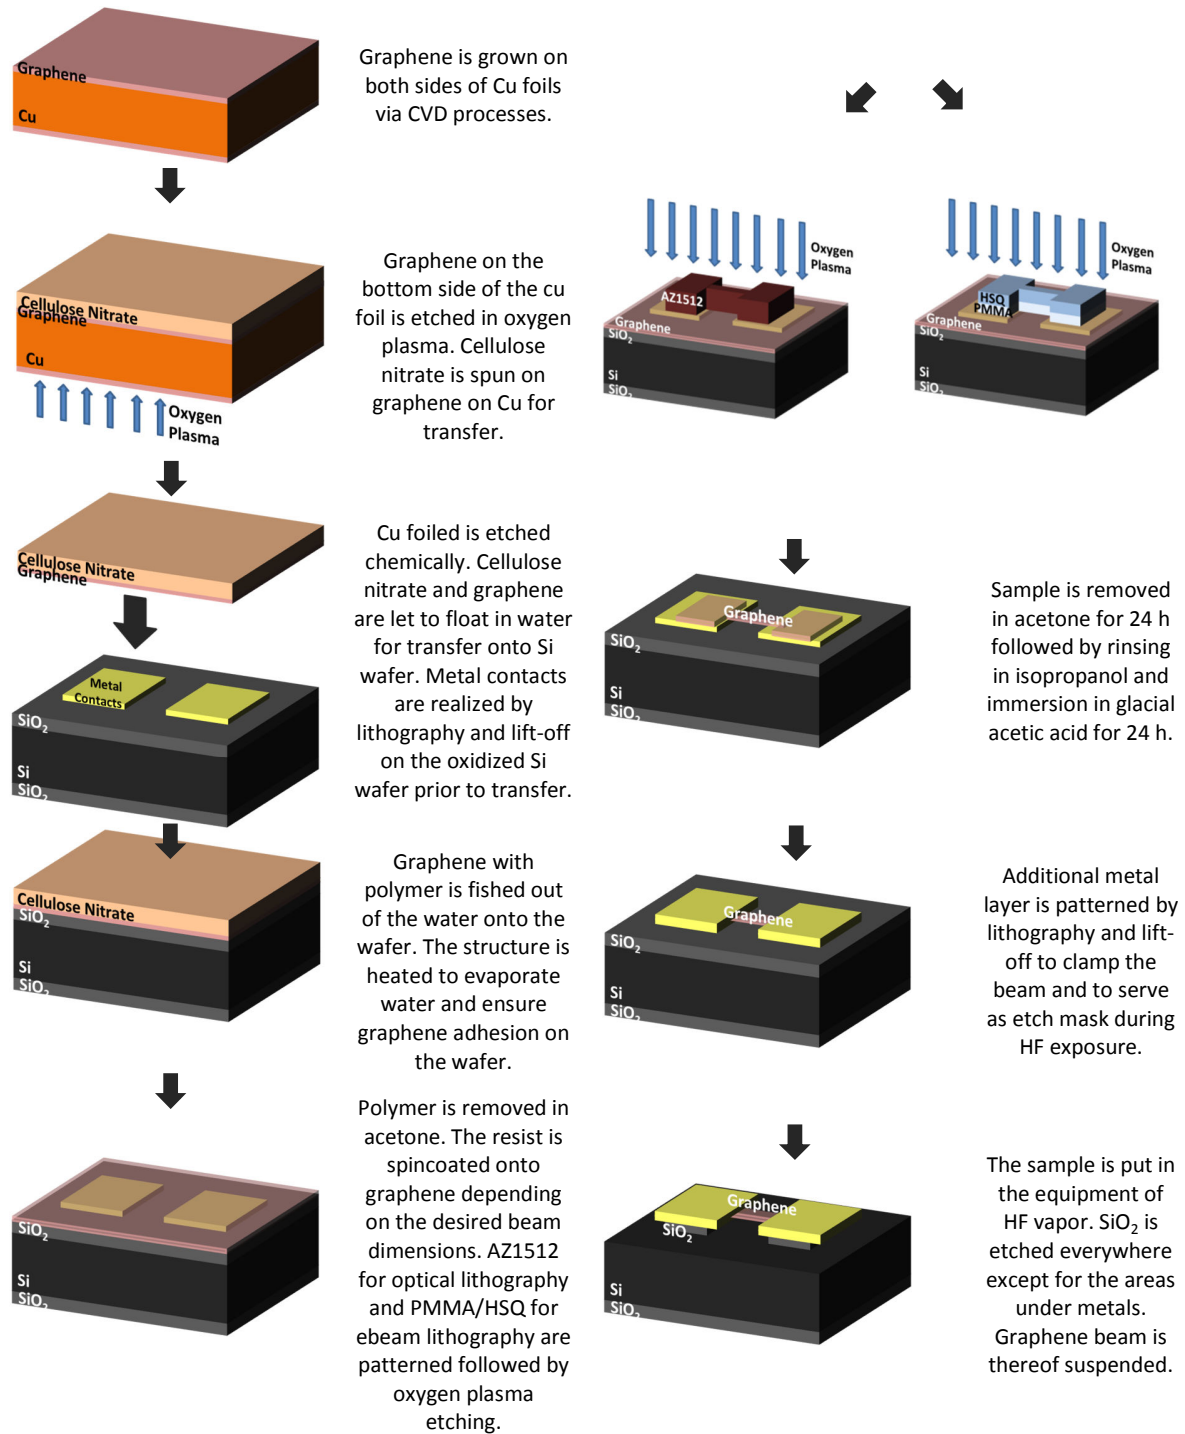 Graphene
Cu
Graphene is grown on
both sides of Cu foils
via CVD processes.
Cellulose Nitrate
Graphene
Cu
Oxygen
Plasma
Graphene on the
bottom side of the cu
foil is etched in oxygen
plasma. Cellulose
nitrate is spun on
graphene on Cu for
transfer.
Cellulose Nitrate
Graphene
Metal
Contacts
SiO2
Si
SiO2
Cu foiled is etched
chemically. Cellulose
nitrate and graphene
are let to float in water
for transfer onto Si
wafer. Metal contacts
are realized by
lithography and lift-off
on the oxidized Si
wafer prior to transfer.
Cellulose Nitrate
SiO2
Si
SiO2
Graphene with
polymer is fished out
of the water onto the
wafer. The structure is
heated to evaporate
water and ensure
graphene adhesion on
the wafer.
SiO2
Si
SiO2
Polymer is removed in
acetone. The resist is
spincoated onto
graphene depending
on the desired beam
dimensions. AZ1512
for optical lithography
and PMMA/HSQ for
ebeam lithography are
patterned followed by
oxygen plasma
etching.
Oxygen
Plasma
AZ1512
Graphene
SiO2
Si
SiO2
Oxygen
Plasma
HSQ
PMMA
Graphene
SiO2
Si
SiO2
Graphene
SiO2
Si
SiO2
Sample is removed
in acetone for 24 h
followed by rinsing
in isopropanol and
immersion in glacial
acetic acid for 24 h.
Graphene
SiO2
Si
SiO2
Additional metal
layer is patterned by
lithography and lift-
off to clamp the
beam and to serve
as etch mask during
HF exposure.
Graphene
SiO2
Si
SiO2
The sample is put in
the equipment of
HF vapor. SiO2 is
etched everywhere
except for the areas
under metals.
Graphene beam is
thereof suspended.